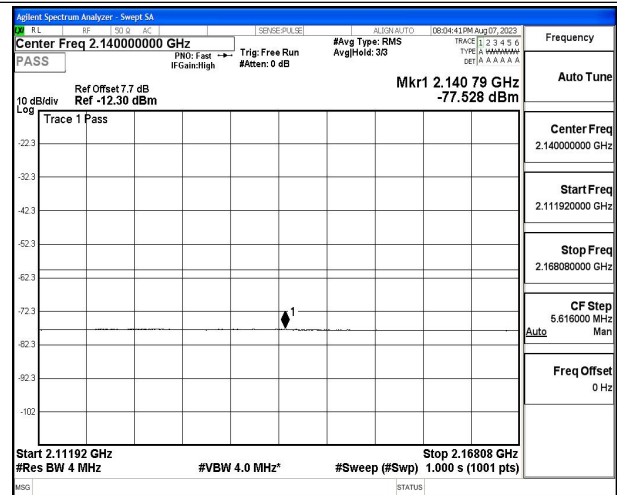 Agilent Spectrum Analyzer - Swept SA
RL RF 50 Ω AC SENSE:PULSE ALIGN AUTO 08:04:41 PM Aug 07, 2023
Center Freq 2.140000000 GHz
PASS
PNO: Fast
IFGain:High
Trig: Free Run
#Atten: 0 dB
#Avg Type: RMS
Avg|Hold: 3/3
TRACE 1 2 3 4 5 6
TYPE A WWWWW
DET A A A A A A
Ref Offset 7.7 dB
10 dB/div Ref -12.30 dBm
Log
Mkr1 2.140 79 GHz
-77.528 dBm
Trace 1 Pass
-22.3
-32.3
-42.3
-52.3
-62.3
-72.3
-82.3
-92.3
-102
1
Start 2.11192 GHz Stop 2.16808 GHz
#Res BW 4 MHz #VBW 4.0 MHz* #Sweep (#Swp) 1.000 s (1001 pts)
MSG STATUS
Frequency
Auto Tune
Center Freq
2.140000000 GHz
Start Freq
2.111920000 GHz
Stop Freq
2.168080000 GHz
CF Step
5.616000 MHz
Auto Man
Freq Offset
0 Hz